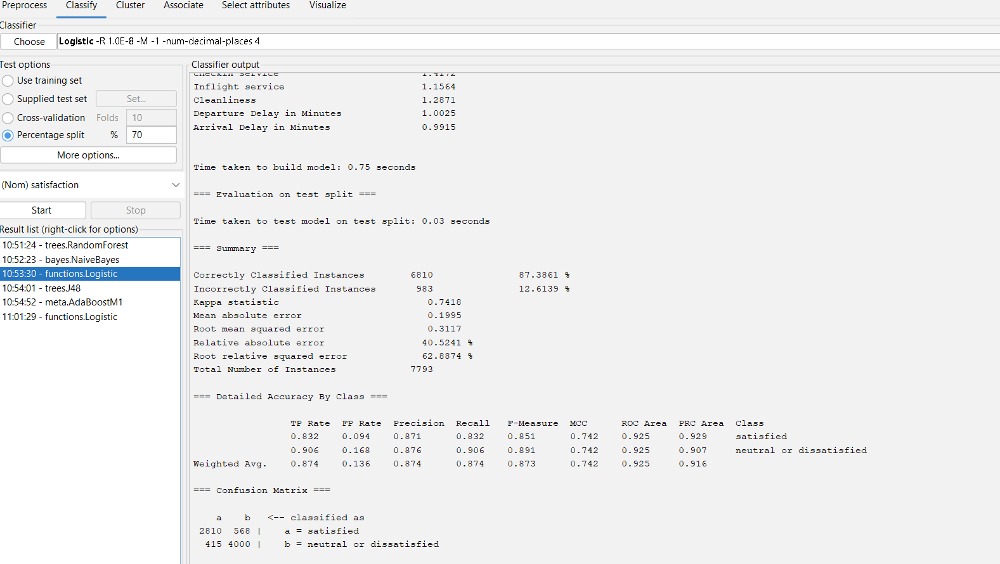 Preprocess Classify Cluster Associate Select attributes Visualize
Classifier
Choose Logistic -R 1.0E-8 -M -1 -num-decimal-places 4
Test options
Use training set
Supplied test set Set...
Cross-validation Folds 10
Percentage split % 70
More options...
(Nom) satisfaction
Start Stop
Result list (right-click for options)
10:51:24 - trees.RandomForest
10:52:23 - bayes.NaiveBayes
10:53:30 - functions.Logistic
10:54:01 - trees.J48
10:54:52 - meta.AdaBoostM1
11:01:29 - functions.Logistic
Classifier output
Checkin service 1.4172
Inflight service 1.1564
Cleanliness 1.2871
Departure Delay in Minutes 1.0025
Arrival Delay in Minutes 0.9915
Time taken to build model: 0.75 seconds
=== Evaluation on test split ===
Time taken to test model on test split: 0.03 seconds
=== Summary ===
Correctly Classified Instances 6810 87.3861 %
Incorrectly Classified Instances 983 12.6139 %
Kappa statistic 0.7418
Mean absolute error 0.1995
Root mean squared error 0.3117
Relative absolute error 40.5241 %
Root relative squared error 62.8874 %
Total Number of Instances 7793
=== Detailed Accuracy By Class ===
TP Rate FP Rate Precision Recall F-Measure MCC ROC Area PRC Area Class
0.832 0.094 0.871 0.832 0.851 0.742 0.925 0.929 satisfied
0.906 0.168 0.876 0.906 0.891 0.742 0.925 0.907 neutral or dissatisfied
Weighted Avg. 0.874 0.136 0.874 0.874 0.873 0.742 0.925 0.916
=== Confusion Matrix ===
a b <-- classified as
2810 568 | a = satisfied
415 4000 | b = neutral or dissatisfied